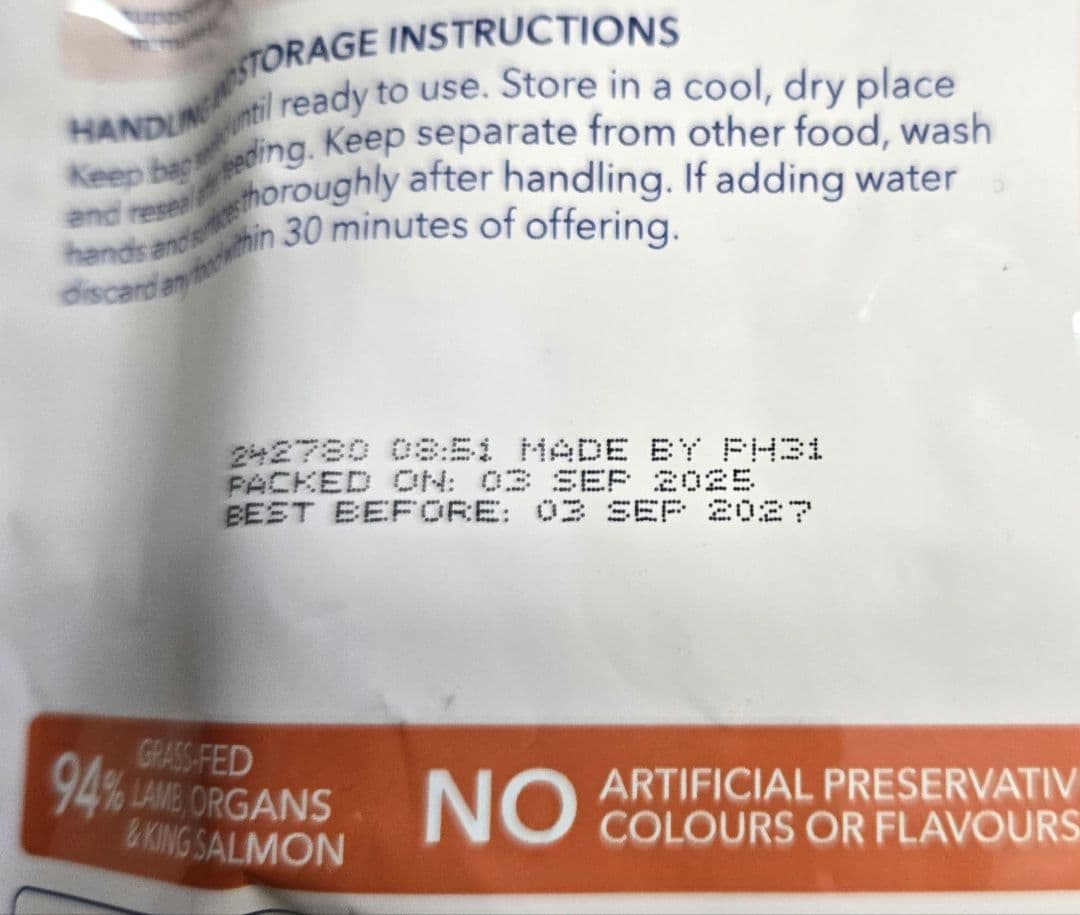 HANDLING AND STORAGE INSTRUCTIONS
Keep bag until ready to use. Store in a cool, dry place
and reseal feeding. Keep separate from other food, wash
hands and surfaces thoroughly after handling. If adding water
discard any food within 30 minutes of offering.
242780 08:51 MADE BY PH31
PACKED ON: 03 SEP 2025
BEST BEFORE: 03 SEP 2027
94% GRASS-FED
LAMB, ORGANS
& KING SALMON
NO ARTIFICIAL PRESERVATIV
COLOURS OR FLAVOURS